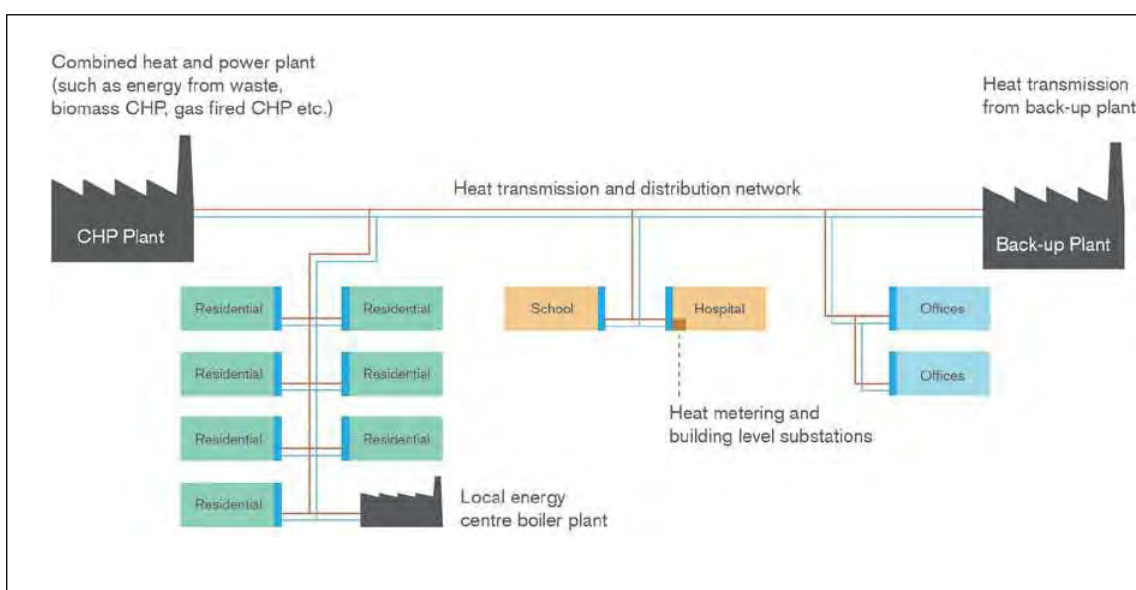 Combined heat and power plant
(such as energy from waste,
biomass CHP, gas fired CHP etc.)
Heat transmission
from back-up plant
Heat transmission and distribution network
CHP Plant
Back-up Plant
Residential
Residential
School
Hospital
Offices
Residential
Residential
Offices
Heat metering and
building level substations
Residential
Residential
Residential
Local energy
centre boiler plant